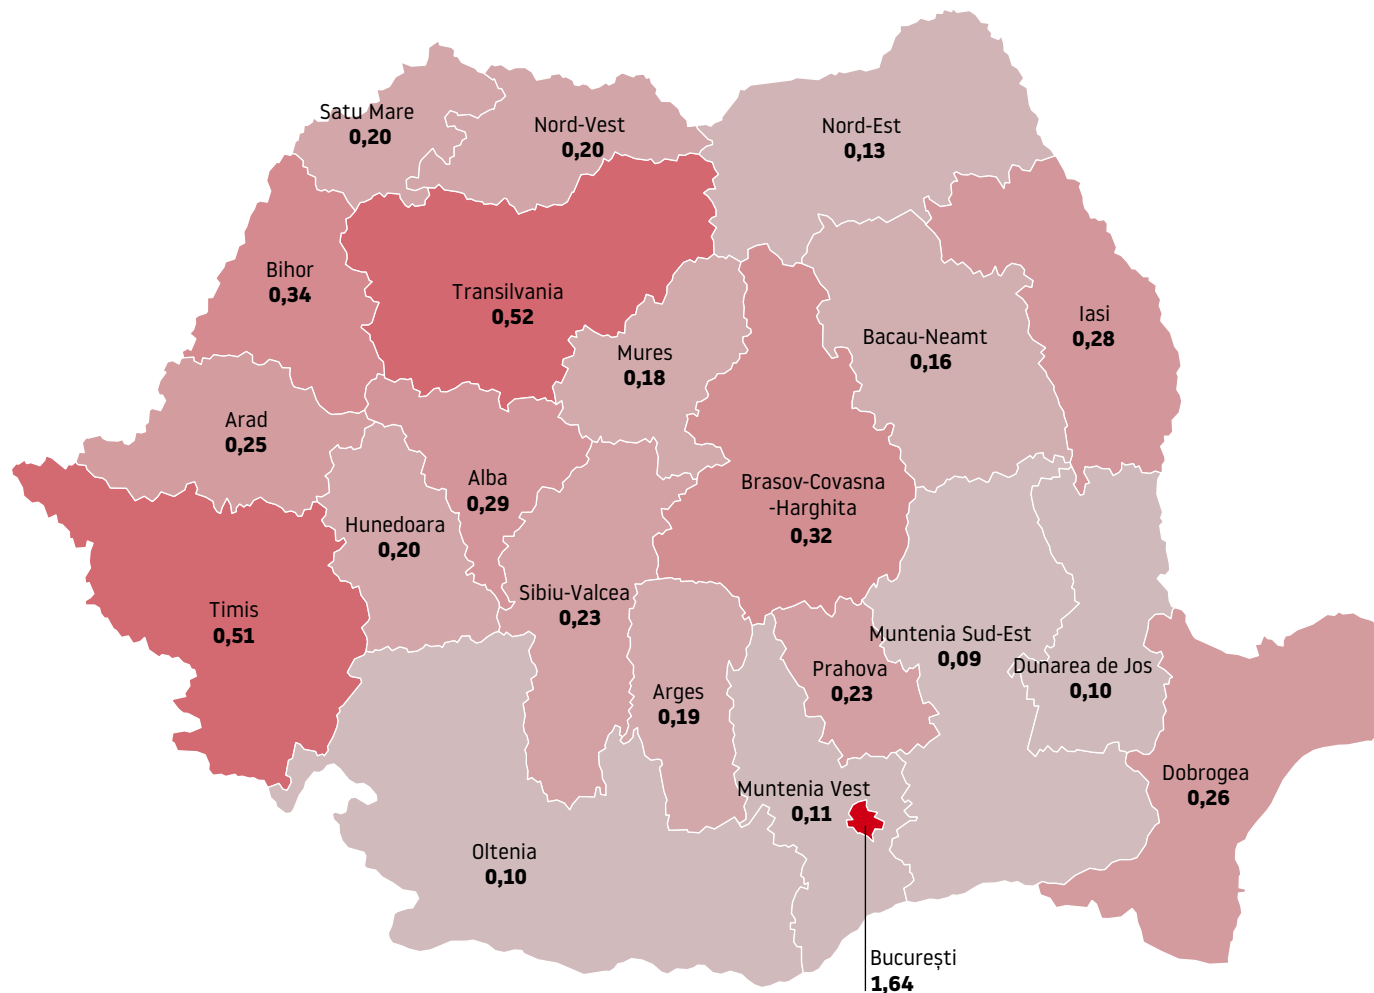 Satu Mare
0,20
Nord-Vest
0,20
Nord-Est
0,13
Bihor
0,34
Transilvania
0,52
Iasi
0,28
Mures
0,18
Bacau-Neamt
0,16
Arad
0,25
Alba
0,29
Brasov-Covasna
-Harghita
0,32
Hunedoara
0,20
Timis
0,51
Sibiu-Valcea
0,23
Muntenia Sud-Est
0,09
Dunarea de Jos
0,10
Prahova
0,23
Arges
0,19
Dobrogea
0,26
Muntenia Vest
0,11
Oltenia
0,10
București
1,64